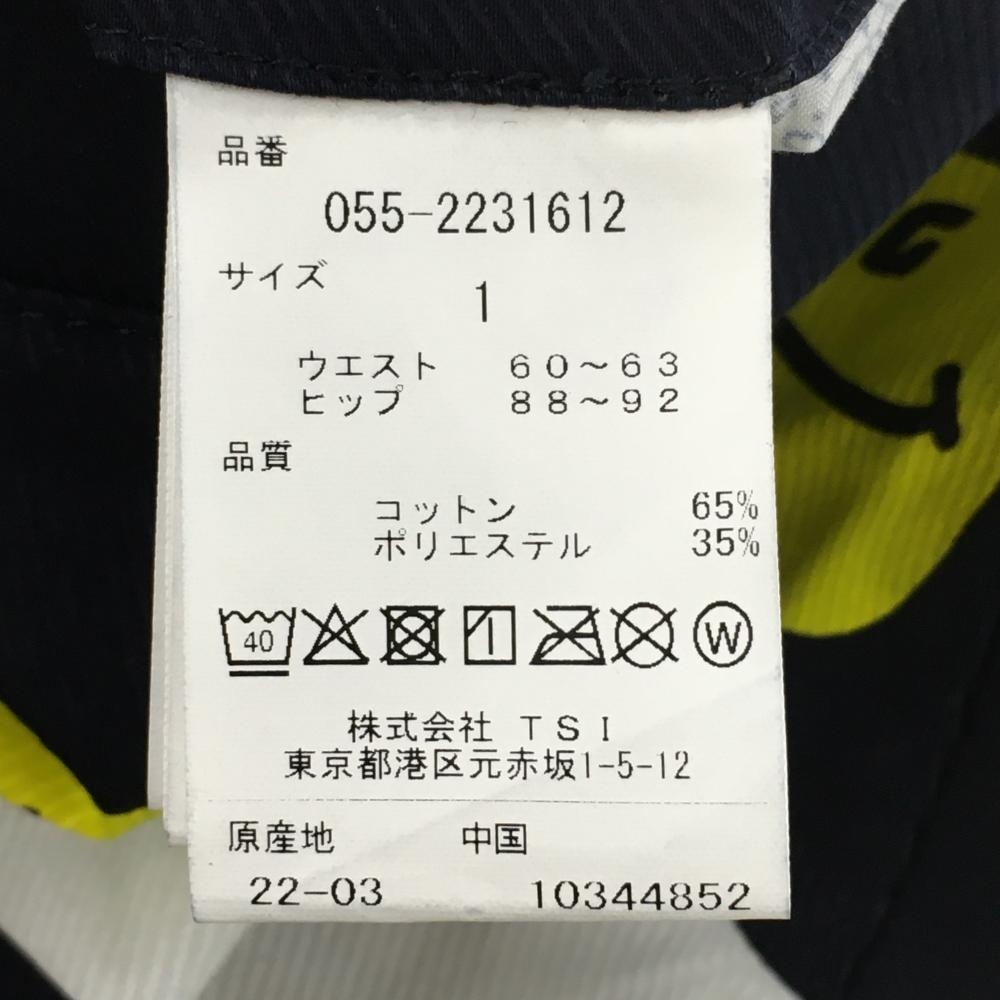 品番
055-2231612
サイズ
1
ウエスト 60~63
ヒップ 88~92
品質
コットン 65%
ポリエステル 35%
40
W
株式会社 TSI
東京都港区元赤坂1-5-12
原産地 中国
22-03 10344852
G